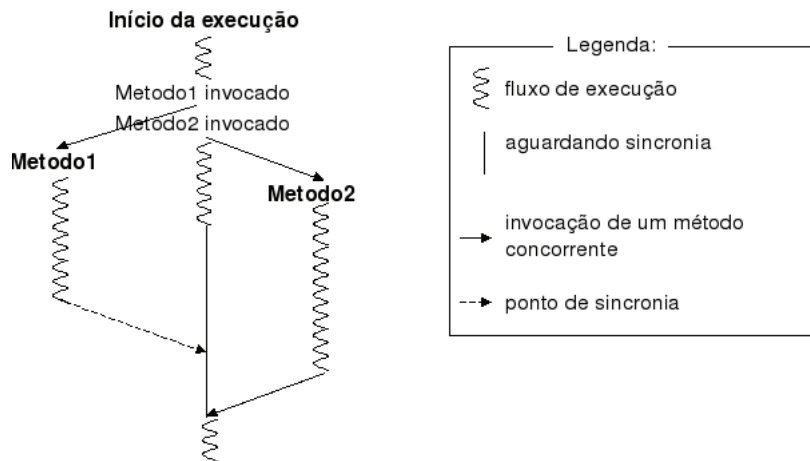 Início da execução
Metodo1 invocado
Metodo2 invocado
Metodo1
Metodo2
Legenda:
fluxo de execução
aguardando sincronia
invocação de um método
concorrente
ponto de sincronia